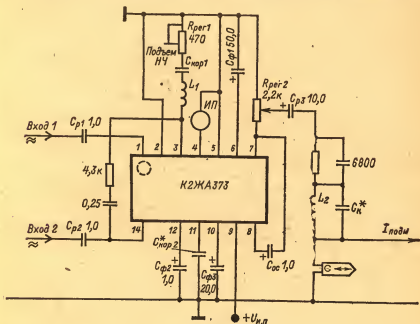 Rрег1
470
Подъем
НЧ
Cкор1
L1
ИП
Cф1 50,0
Rрег2
2,2к
Cр3 10,0
Cр1 1,0
Вход 1
≈
1
2
3
4
5
6
7
6800
4,3к
К2ЖА373
0,25
L2
Cк*
Вход 2
≈
Cр2 1,0
14
12
11
10
9
8
Iподм
C*кор2
Cф2
1,0
Cф3
20,0
Cос 1,0
+Uи.п